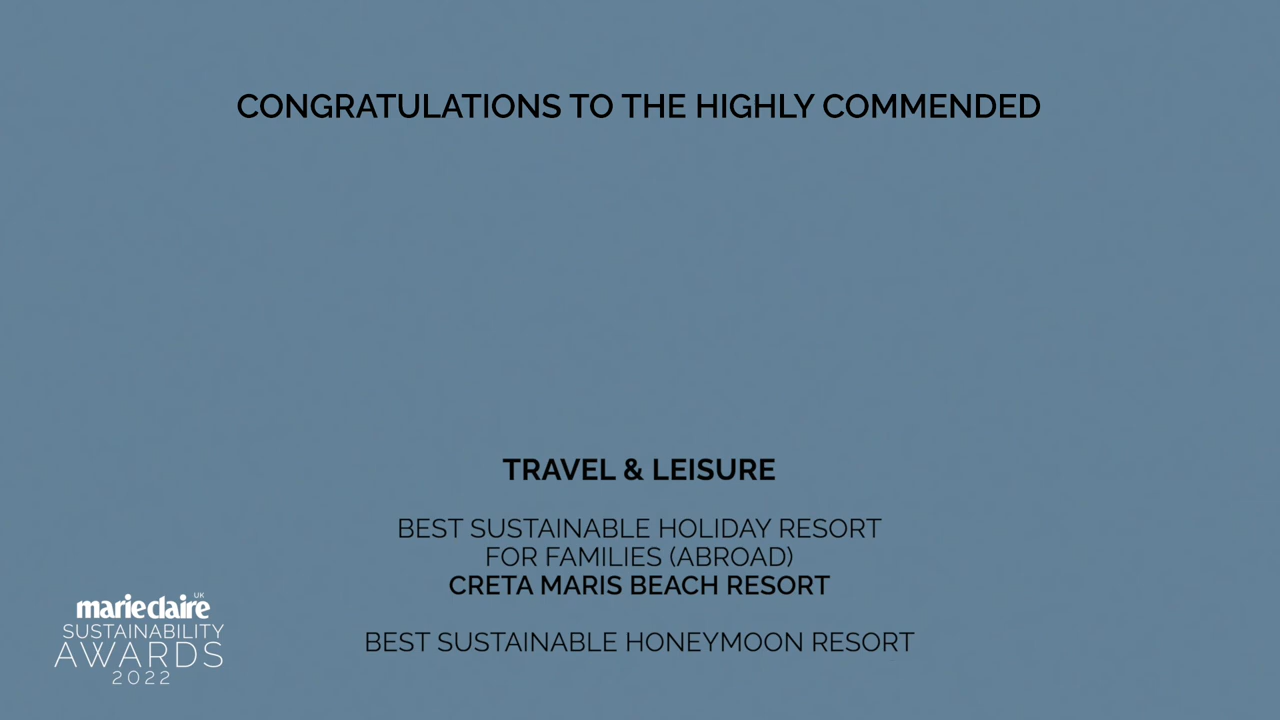 CONGRATULATIONS TO THE HIGHLY COMMENDED
TRAVEL & LEISURE
BEST SUSTAINABLE HOLIDAY RESORT
FOR FAMILIES (ABROAD)
CRETA MARIS BEACH RESORT
BEST SUSTAINABLE HONEYMOON RESORT
UK
marie claire
SUSTAINABILITY
AWARDS
2022